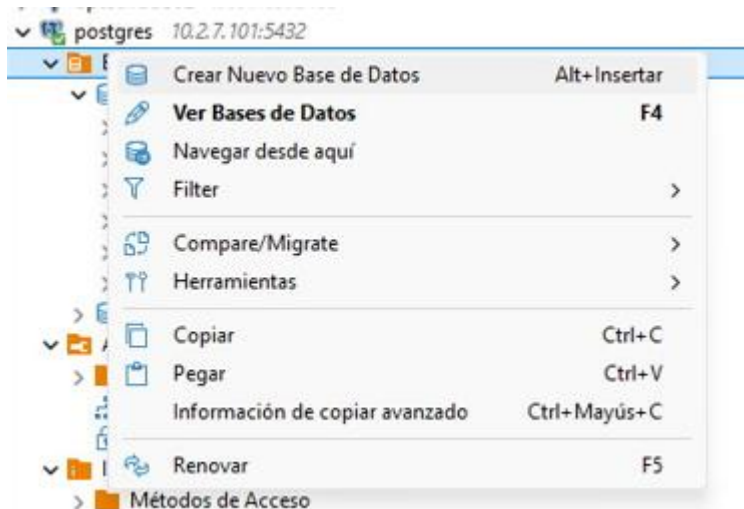 postgres 10.2.7.101:5432
Crear Nuevo Base de Datos Alt+Insertar
Ver Bases de Datos F4
Navegar desde aquí
Filter
Compare/Migrate
Herramientas
Copiar Ctrl+C
Pegar Ctrl+V
Información de copiar avanzado Ctrl+Mayús+C
Renovar F5
Métodos de Acceso